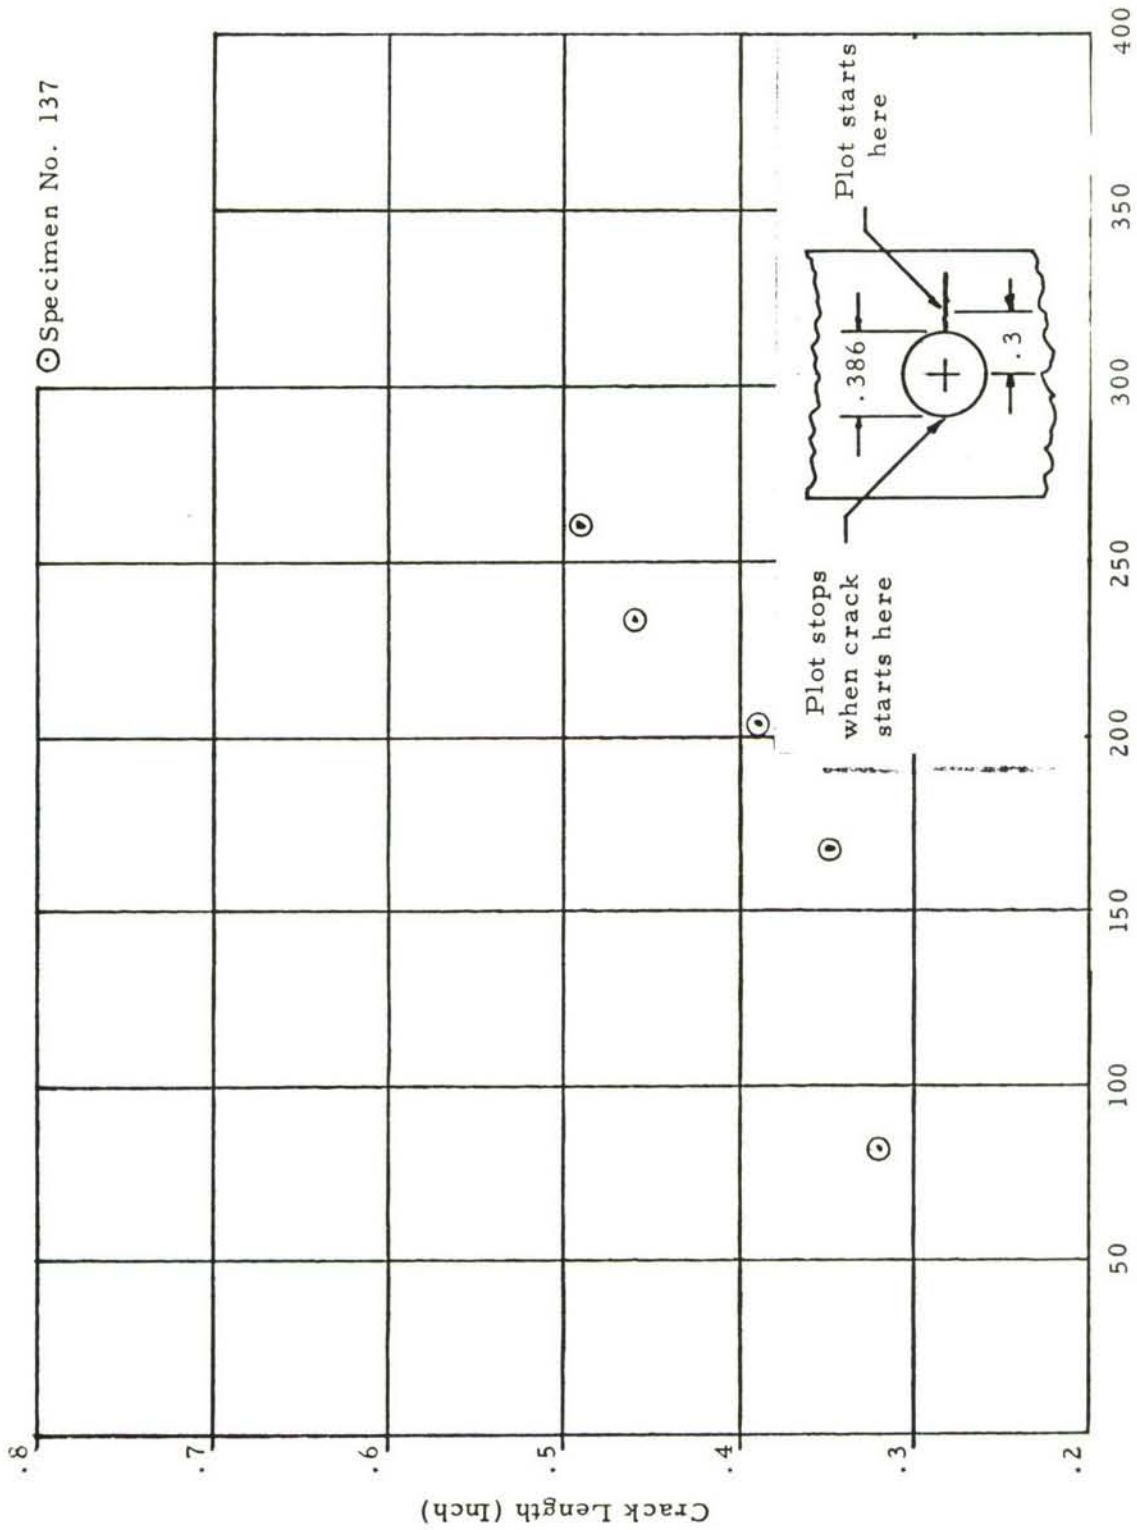 ⊙Specimen No. 137
Crack Length (Inch)
.8
.7
.6
.5
.4
.3
.2
50
100
150
200
250
300
350
400
Plot stops
when crack
starts here
.386
.3
Plot starts
here